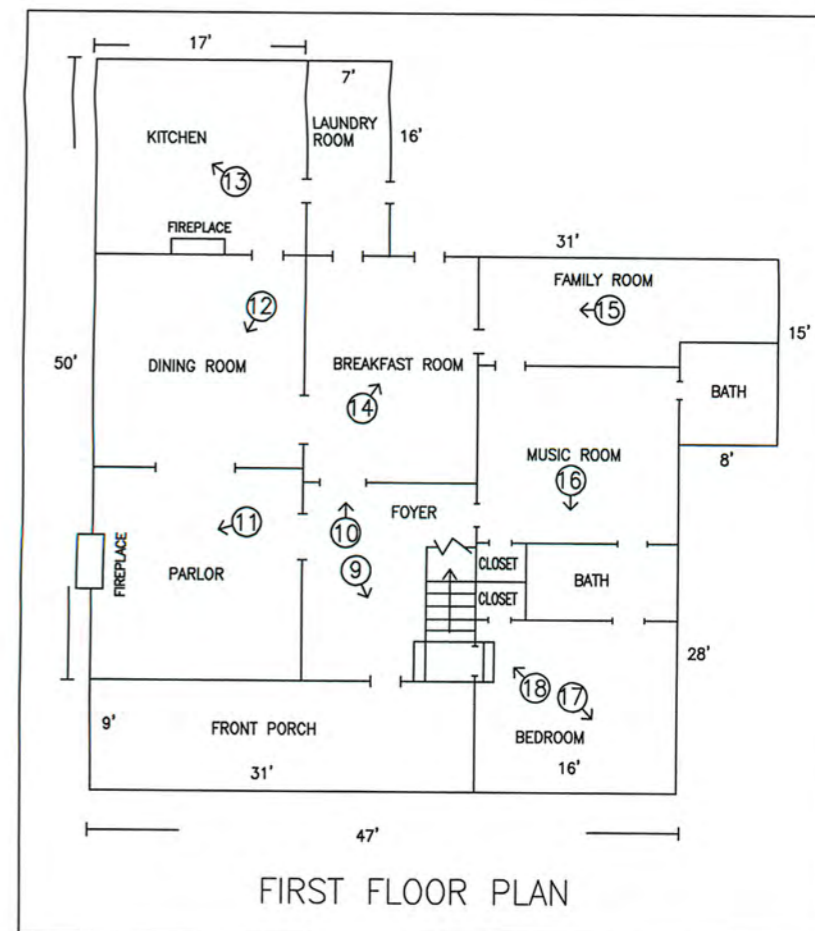 17'
7'
KITCHEN
LAUNDRY
ROOM
16'
13
FIREPLACE
31'
FAMILY ROOM
12
15
15'
50'
DINING ROOM
BREAKFAST ROOM
BATH
14
MUSIC ROOM
8'
16
11
10
FOYER
FIREPLACE
PARLOR
9
CLOSET
BATH
CLOSET
28'
18
17
9'
FRONT PORCH
BEDROOM
31'
16'
47'
FIRST FLOOR PLAN